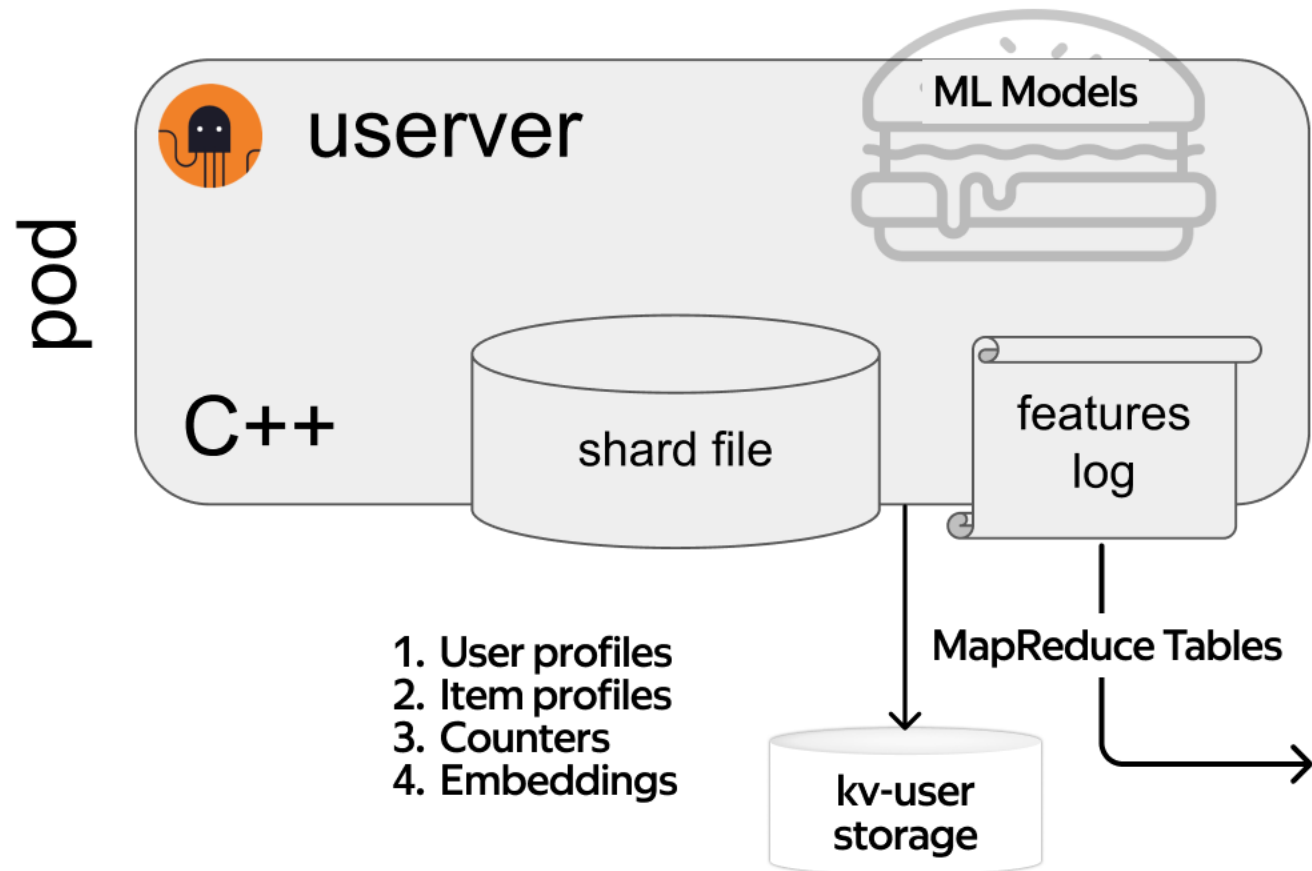 ML Models
userver
pod
C++
shard file
features
log
1. User profiles
2. Item profiles
3. Counters
4. Embeddings
MapReduce Tables
kv-user
storage